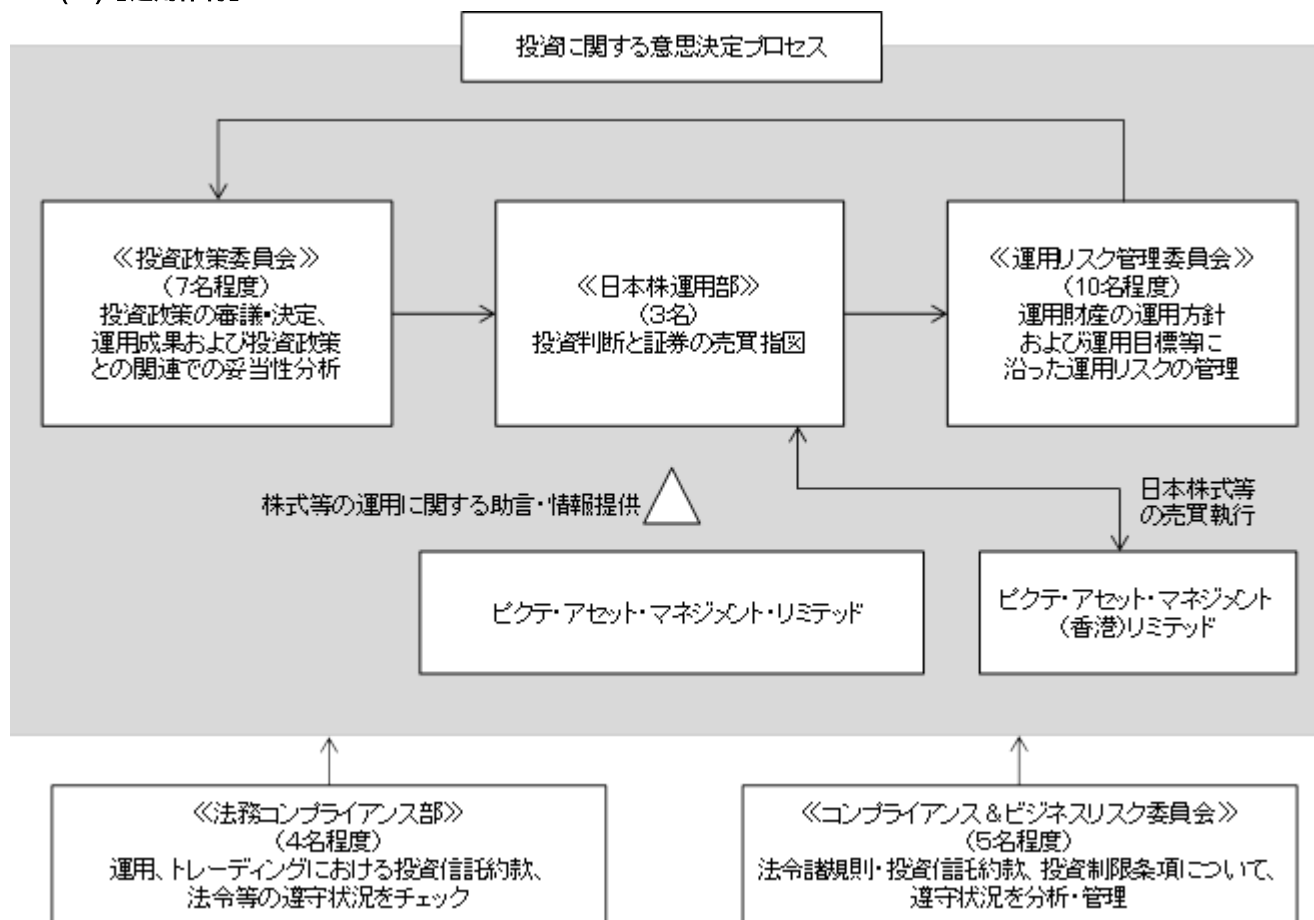 投資に関する意思決定プロセス
≪投資政策委員会≫
(7名程度)
投資政策の審議・決定、
運用成果および投資政策
との関連での妥当性分析
≪日本株運用部≫
(3名)
投資判断と証券の売買指図
≪運用リスク管理委員会≫
(10名程度)
運用財産の運用方針
および運用目標等に
沿った運用リスクの管理
株式等の運用に関する助言・情報提供
日本株式等
の売買執行
ピクテ・アセット・マネジメント・リミテッド
ピクテ・アセット・マネジメント
(香港)リミテッド
≪法務コンプライアンス部≫
(4名程度)
運用、トレーディングにおける投資信託約款、
法令等の遵守状況をチェック
≪コンプライアンス&ビジネスリスク委員会≫
(5名程度)
法令諸規則・投資信託約款、投資制限条項について、
遵守状況を分析・管理